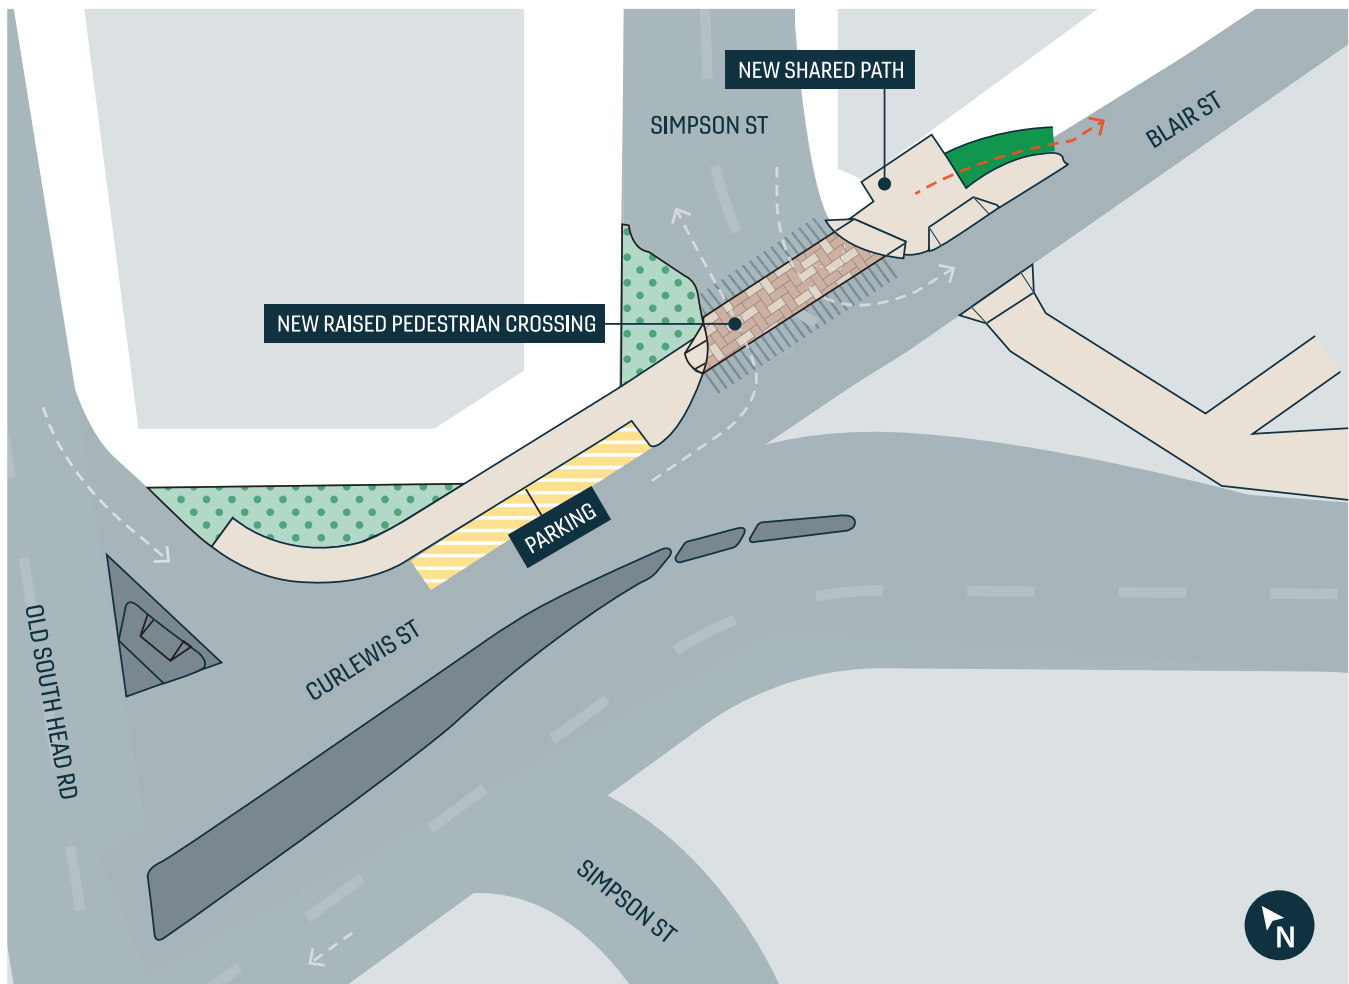 NEW SHARED PATH
SIMPSON ST
BLAIR ST
NEW RAISED PEDESTRIAN CROSSING
PARKING
CURLEWIS ST
OLD SOUTH HEAD RD
SIMPSON ST
N